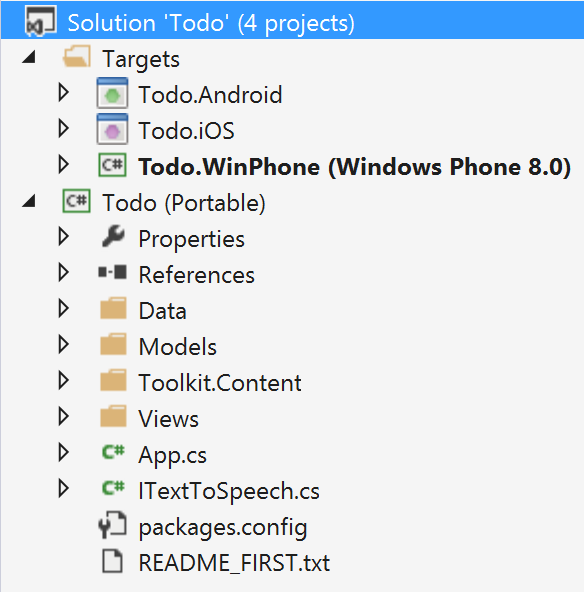 Solution 'Todo' (4 projects)
Targets
Todo.Android
Todo.iOS
C# Todo.WinPhone (Windows Phone 8.0)
C# Todo (Portable)
Properties
References
Data
Models
Toolkit.Content
Views
C# App.cs
C# ITextToSpeech.cs
packages.config
README_FIRST.txt